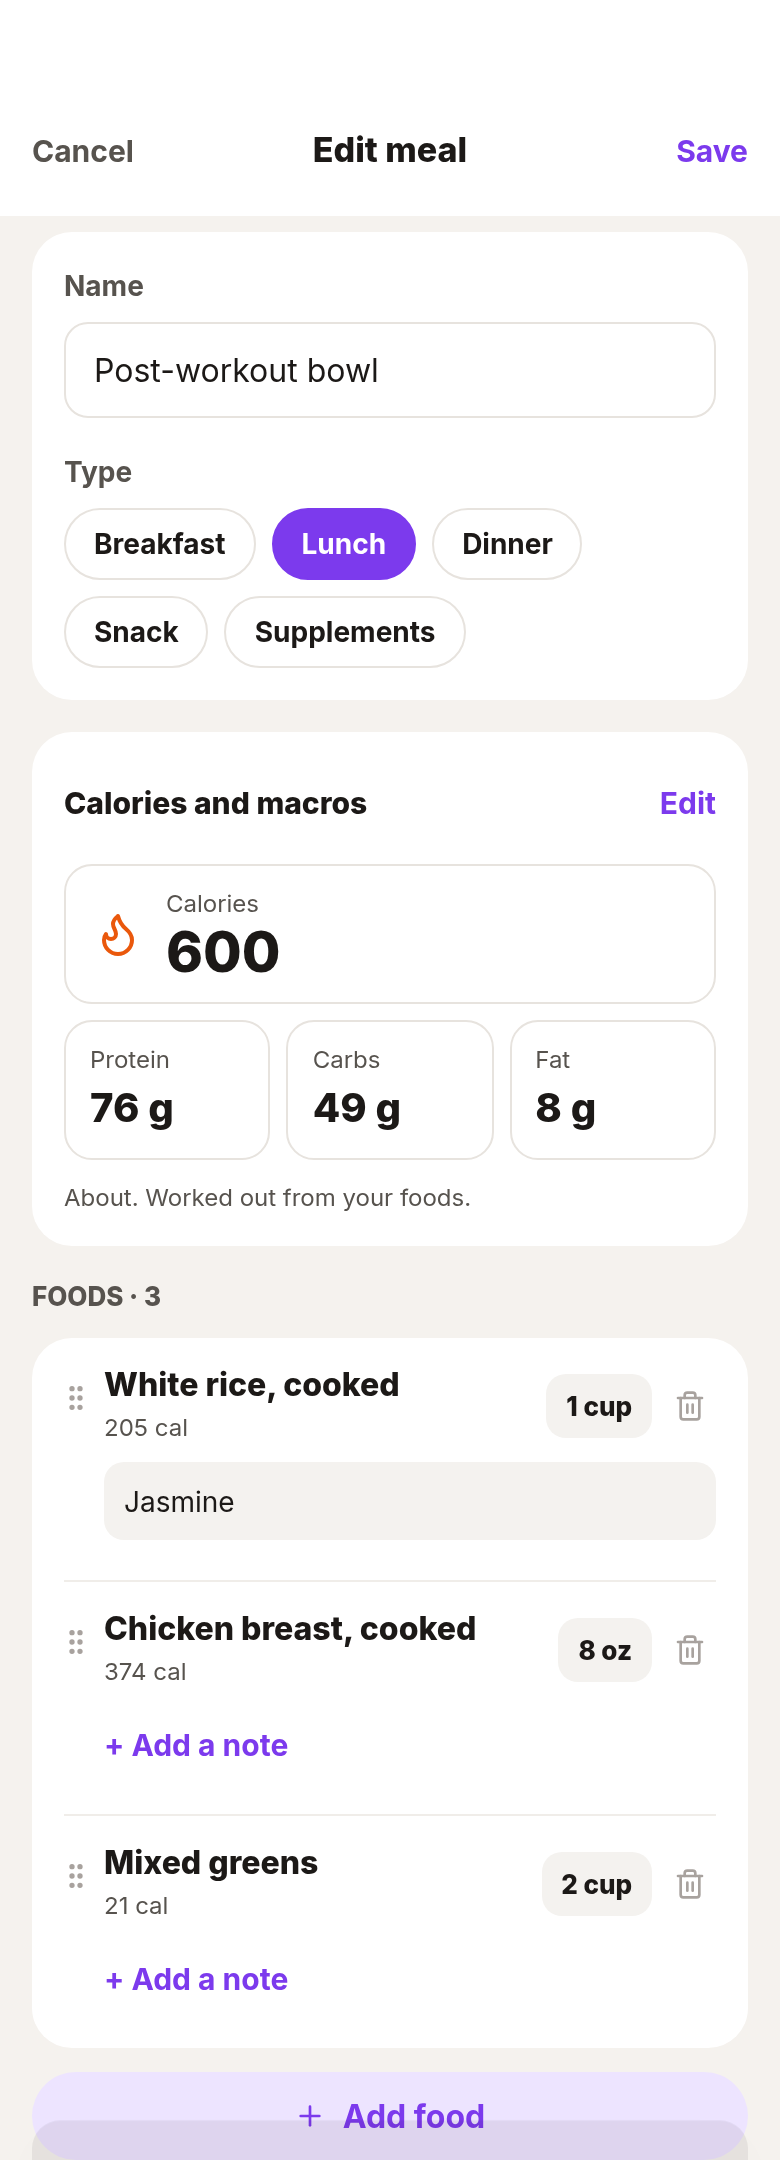 Cancel
Edit meal
Save
Name
Post-workout bowl
Type
Breakfast
Lunch
Dinner
Snack
Supplements
Calories and macros
Edit
Calories
600
Protein
76 g
Carbs
49 g
Fat
8 g
About. Worked out from your foods.
FOODS · 3
White rice, cooked
205 cal
1 cup
Jasmine
Chicken breast, cooked
374 cal
8 oz
+ Add a note
Mixed greens
21 cal
2 cup
+ Add a note
+ Add food